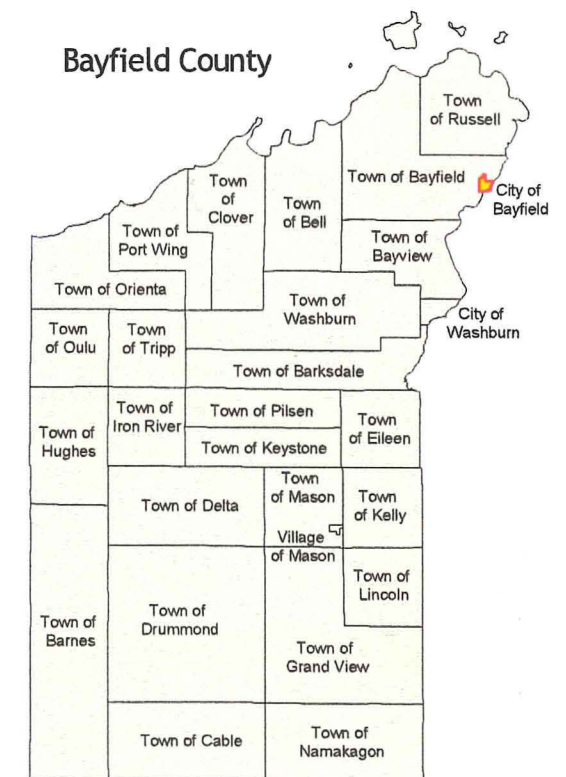 Bayfield County
Town
of Russell
Town of Bayfield
City of
Bayfield
Town
of
Clover
Town
of Bell
Town of
Port Wing
Town of
Bayview
Town of Orienta
Town of
Washburn
City of
Washburn
Town
of Oulu
Town
of Tripp
Town of Barksdale
Town of
Hughes
Town of
Iron River
Town of Pilsen
Town of Keystone
Town
of Eileen
Town of Delta
Town
of Mason
Village
of Mason
Town
of Kelly
Town of
Lincoln
Town of
Barnes
Town of
Drummond
Town of
Grand View
Town of Cable
Town of
Namakagon